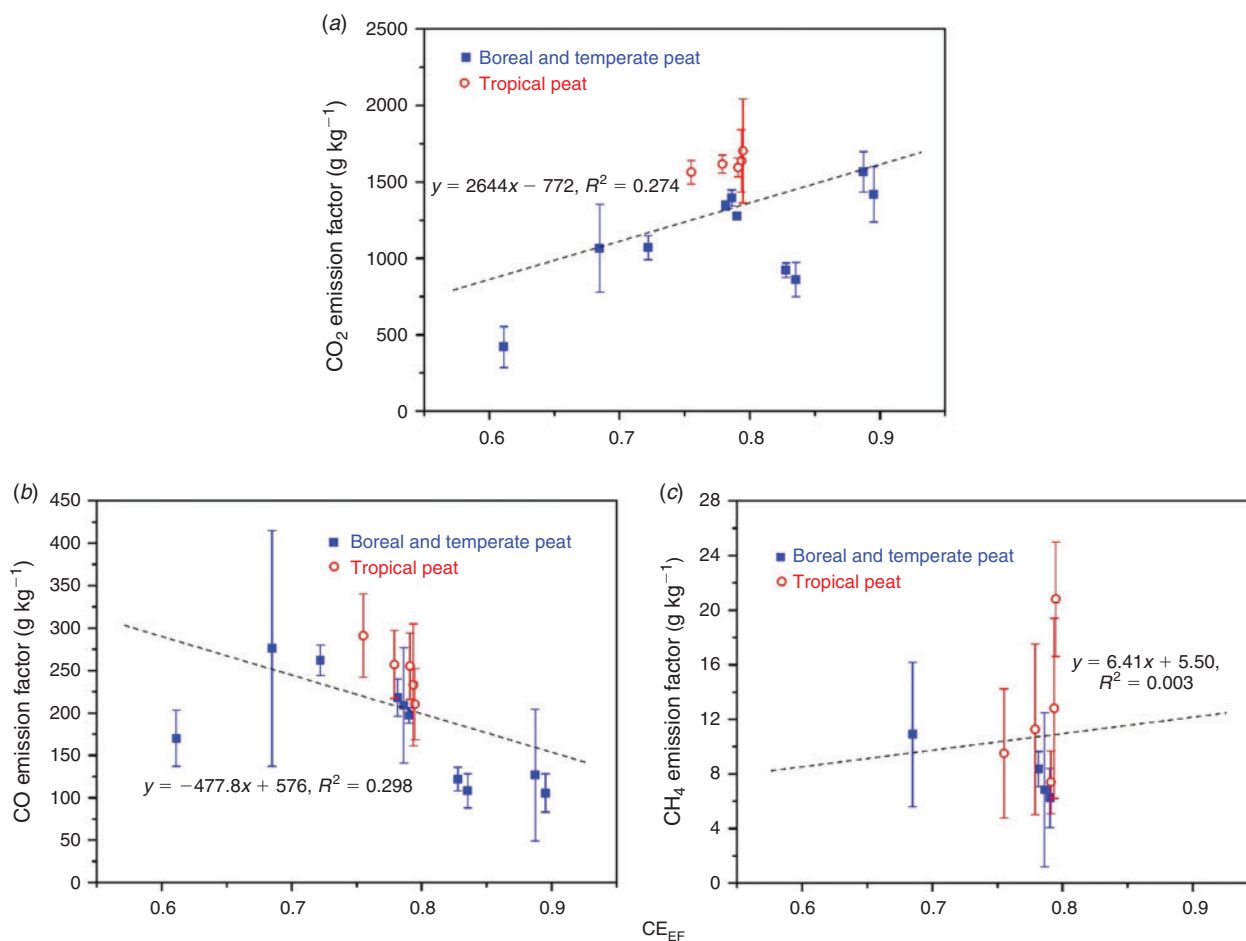 (a)
2500
2000
1500
1000
500
0
CO₂ emission factor (g kg⁻¹)
Boreal and temperate peat
Tropical peat
y = 2644x − 772, R² = 0.274
0.6 0.7 0.8 0.9
(b)
450
400
350
300
250
200
150
100
50
0
CO emission factor (g kg⁻¹)
Boreal and temperate peat
Tropical peat
y = −477.8x + 576, R² = 0.298
0.6 0.7 0.8 0.9
(c)
28
24
20
16
12
8
4
0
CH₄ emission factor (g kg⁻¹)
Boreal and temperate peat
Tropical peat
y = 6.41x + 5.50,
R² = 0.003
0.6 0.7 0.8 0.9
CE_EF